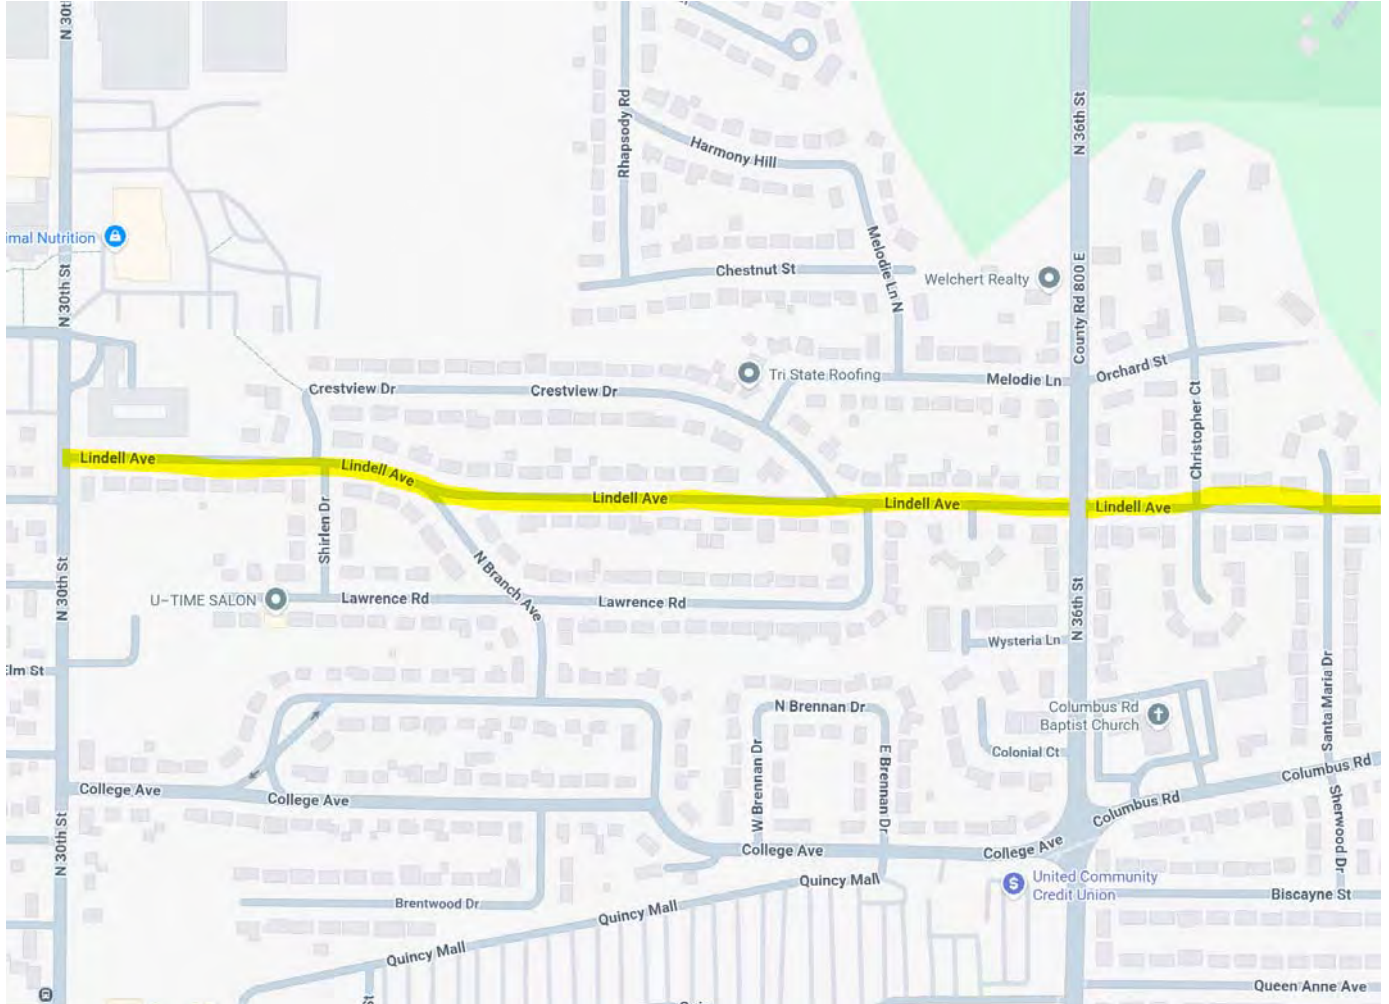 N 30t
N 36th St
Rhapsody Rd
Harmony Hill
imal Nutrition
N 30th St
Melodie Ln N
Chestnut St
Welchert Realty
County Rd 800 E
Tri State Roofing
Melodie Ln
Orchard St
Crestview Dr
Crestview Dr
Christopher Ct
Lindell Ave
Lindell Ave
Lindell Ave
Lindell Ave
Lindell Ave
Shirlen Dr
N 30th St
N Branch Ave
U-TIME SALON
Lawrence Rd
Lawrence Rd
N 36th St
Wysteria Ln
Elm St
Santa Maria Dr
N Brennan Dr
Columbus Rd
Baptist Church
W Brennan Dr
E Brennan Dr
Colonial Ct
Columbus Rd
College Ave
College Ave
Columbus Rd
Sherwood Dr
N 30th St
College Ave
College Ave
Quincy Mall
United Community
Credit Union
Biscayne St
Brentwood Dr
Quincy Mall
Quincy Mall
Queen Anne Ave
St